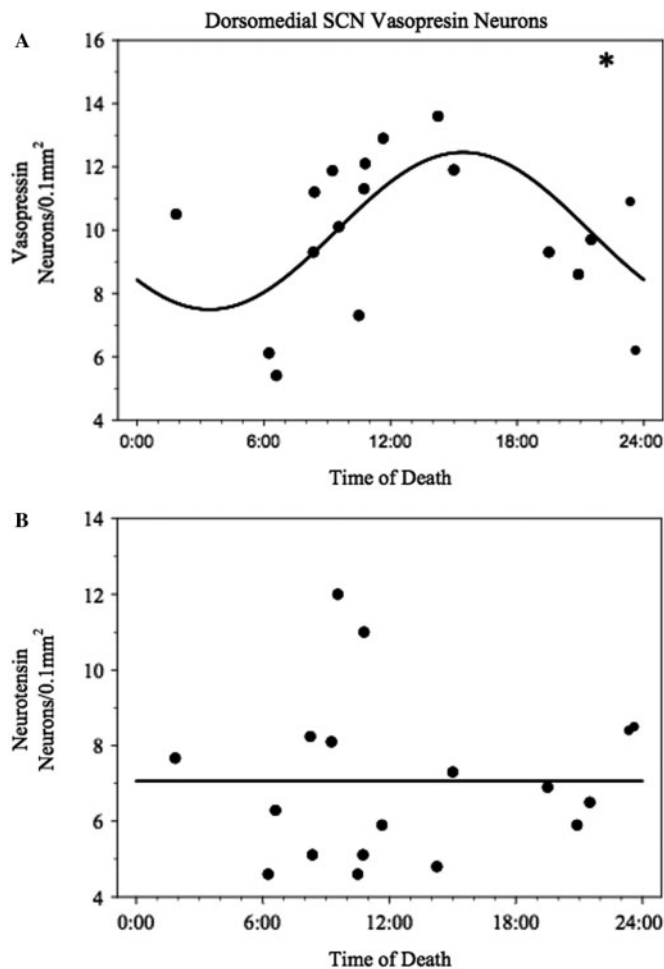 Dorsomedial SCN Vasopresin Neurons
A
16
14
12
10
8
6
4
Vasopressin
Neurons/0.1mm²
*
0:00 6:00 12:00 18:00 24:00
Time of Death
B
14
12
10
8
6
4
Neurotensin
Neurons/0.1mm²
0:00 6:00 12:00 18:00 24:00
Time of Death